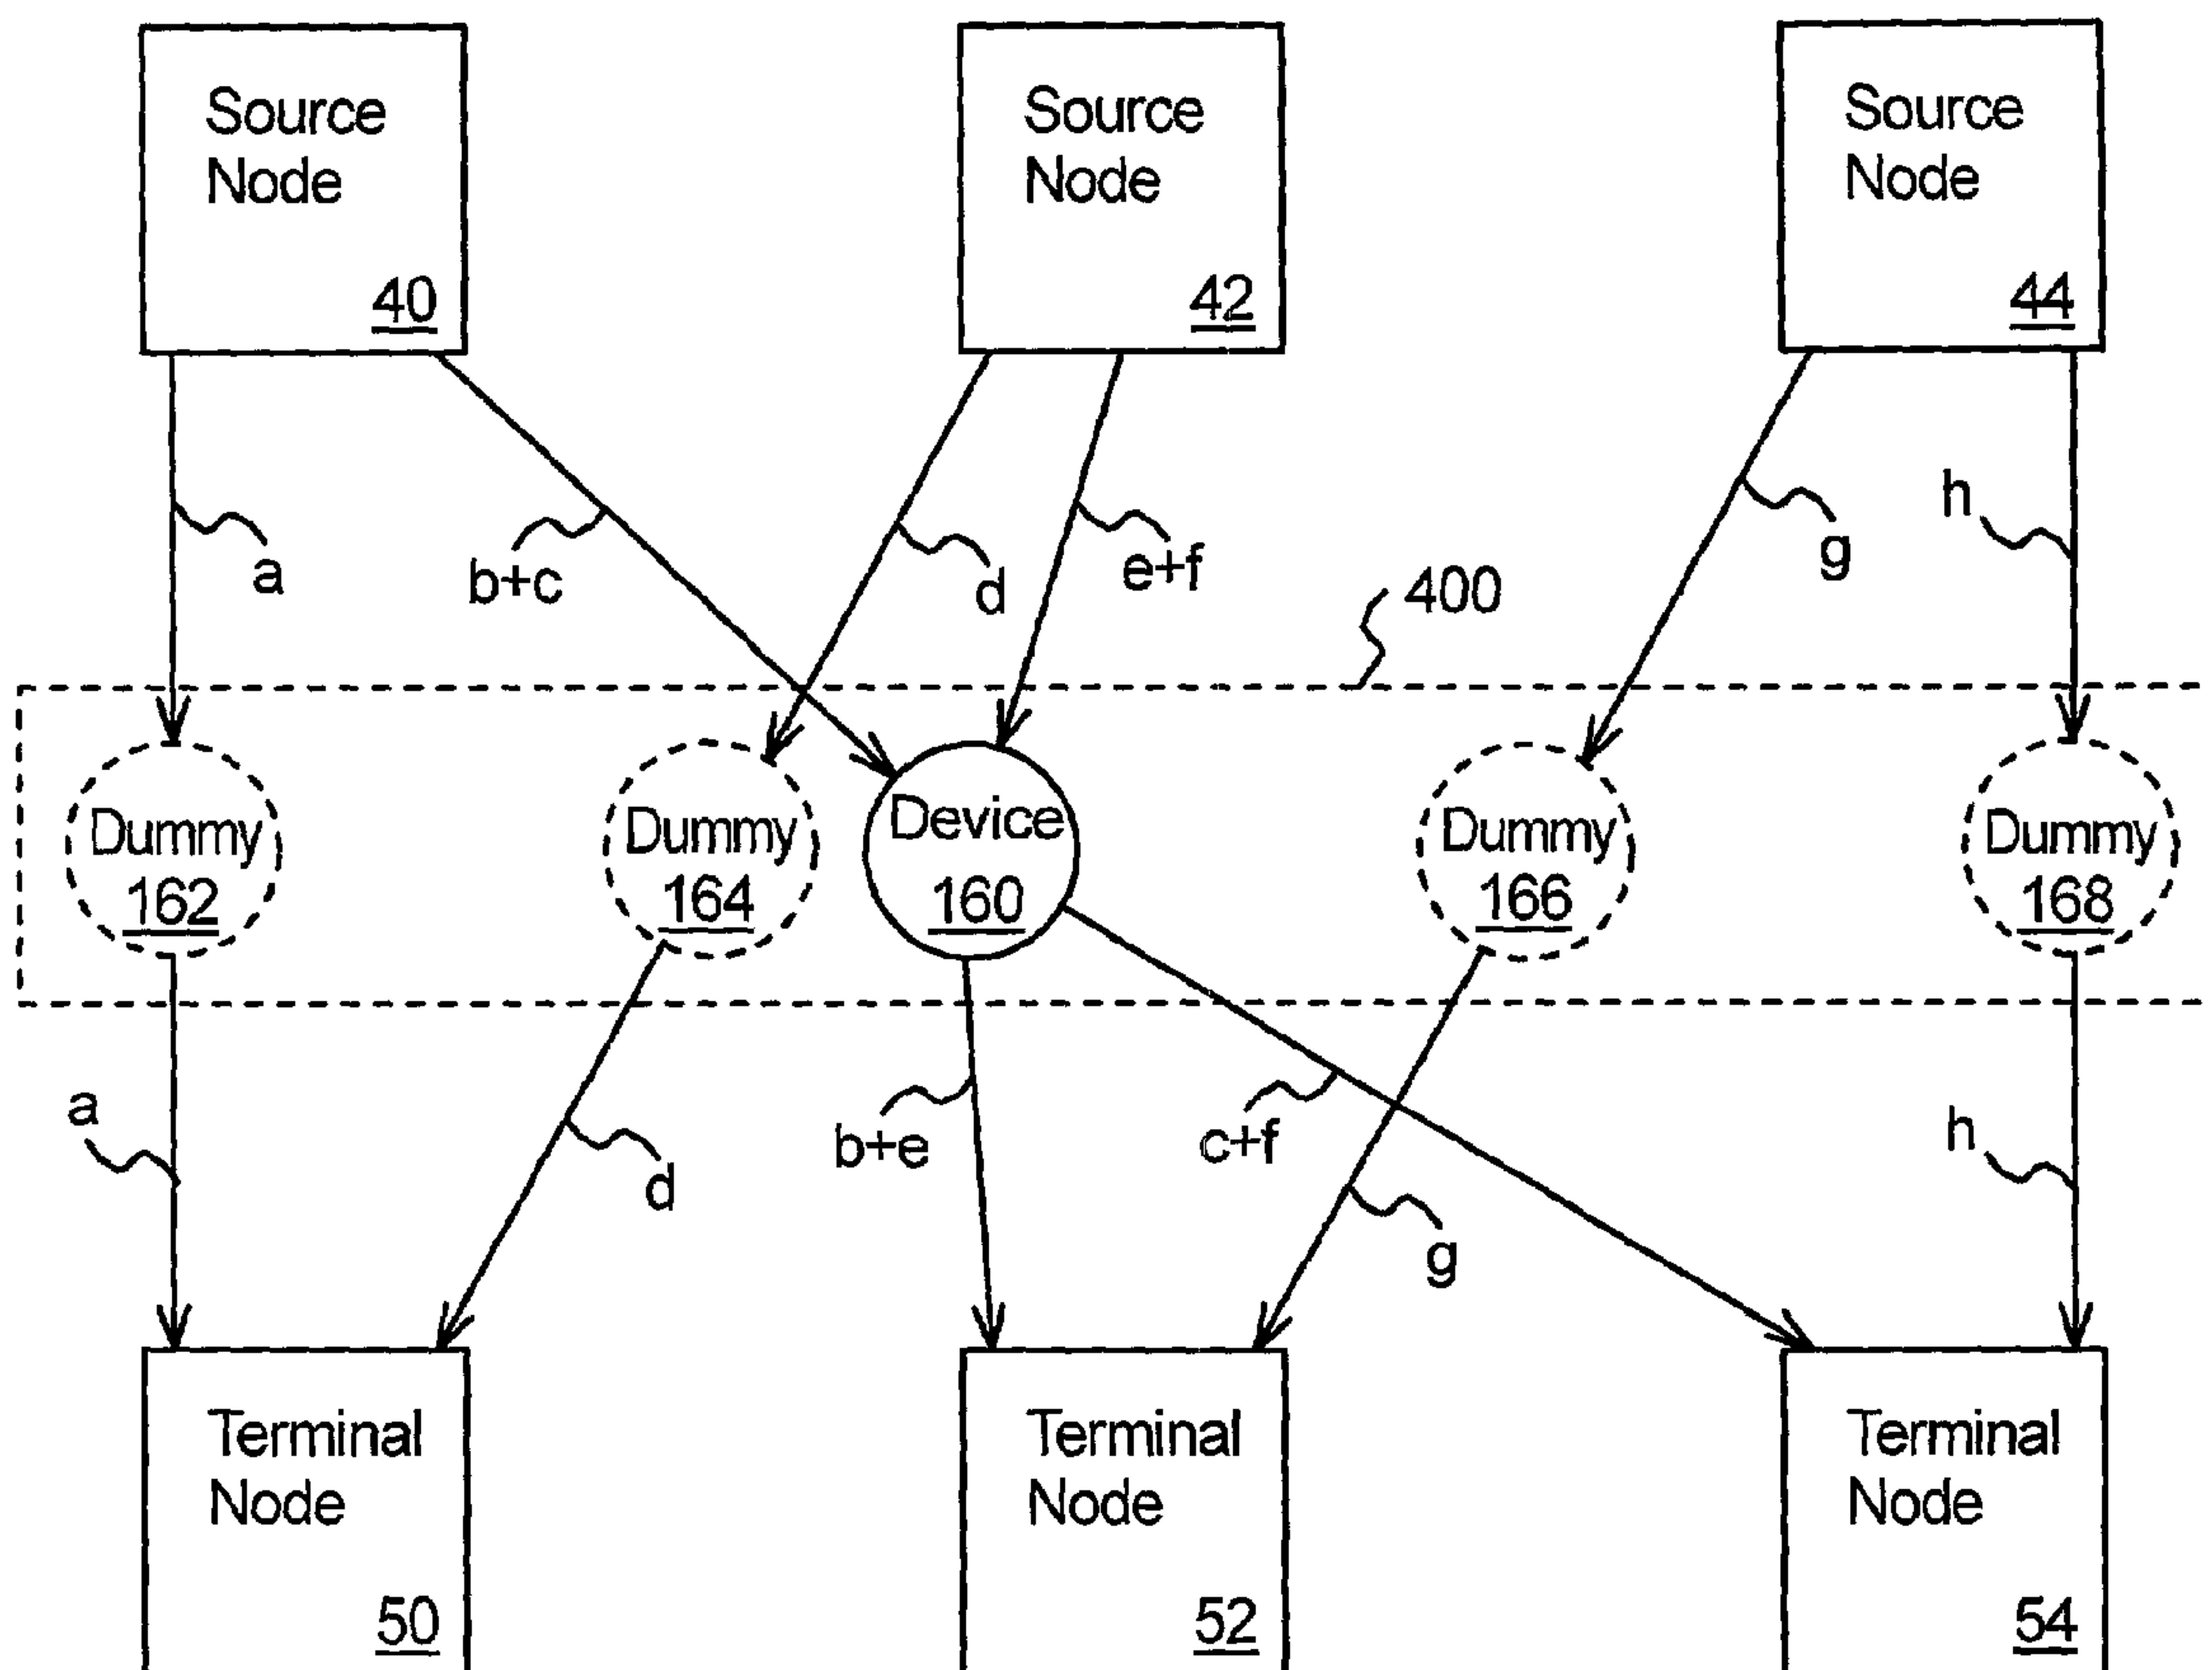 Source
Node
40
Source
Node
42
Source
Node
44
a
b+c
d
e+f
400
g
h
Dummy
162
Dummy
164
Device
160
Dummy
166
Dummy
168
a
d
b+e
c+f
g
h
Terminal
Node
50
Terminal
Node
52
Terminal
Node
54